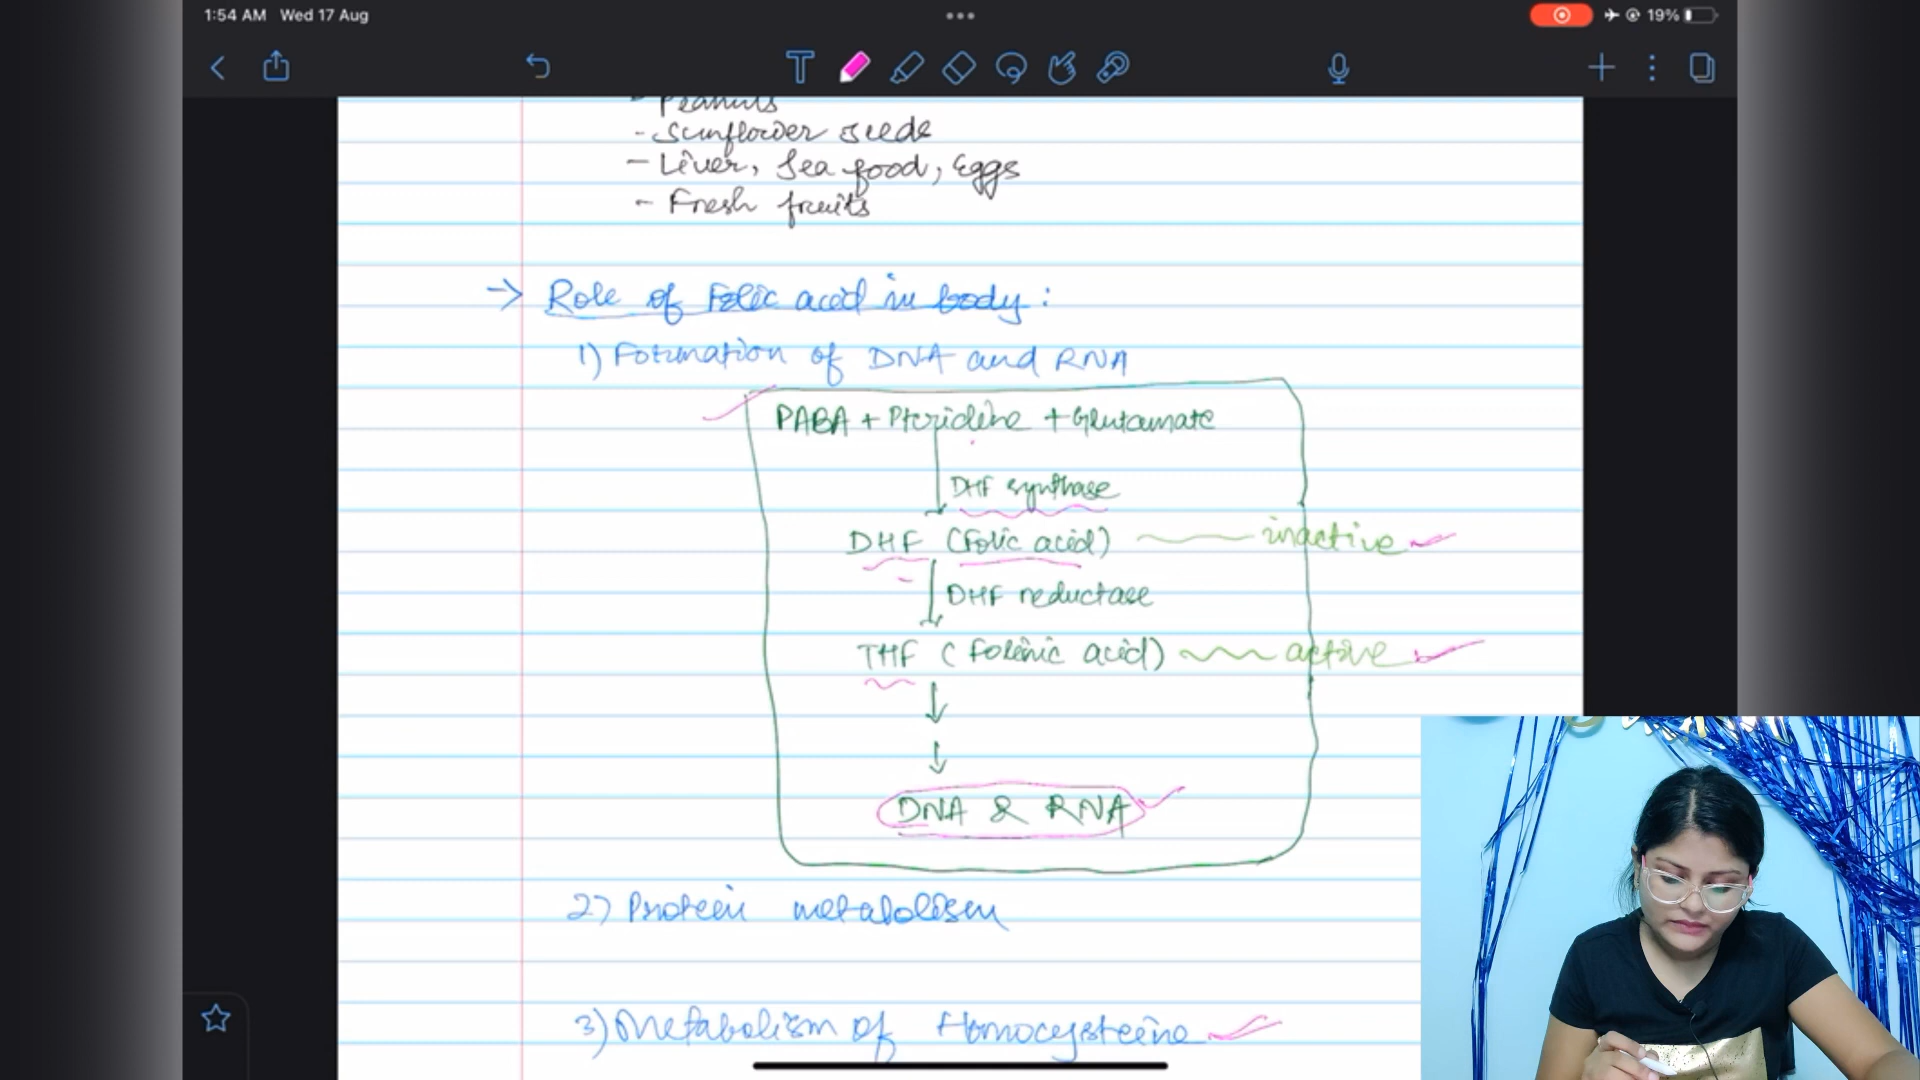 1:54 AM Wed 17 Aug
19%
- Peanuts
- Sunflower seeds
- Liver, Sea food, Eggs
- Fresh fruits
→ Role of Folic acid in body:
1) Formation of DNA and RNA
PABA + Pteridine + Glutamate
DHF synthase
DHF (Folic acid) inactive
DHF reductase
THF (Folinic acid) active
DNA & RNA
2) Protein metabolism
3) Metabolism of Homocysteine